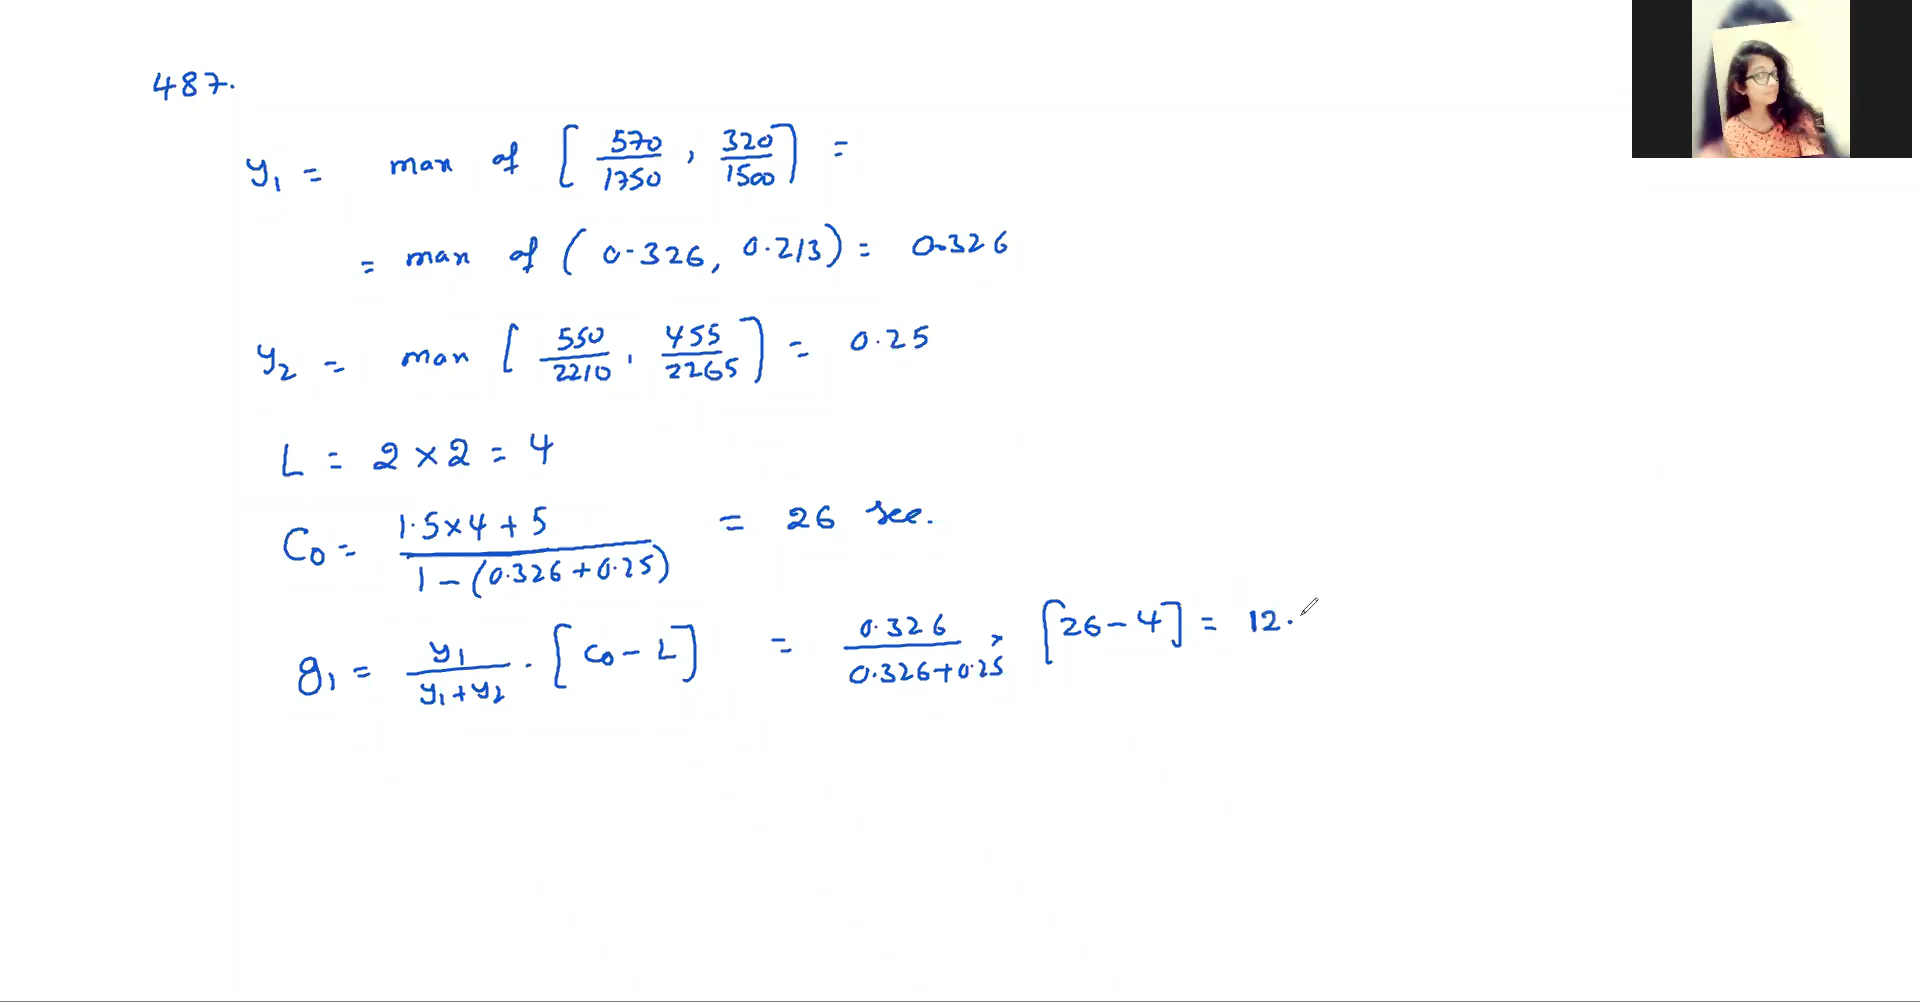 487.
y₁ = max of [ 570/1750 , 320/1500 ] =
= max of ( 0.326, 0.213) = 0.326
y₂ = max [ 550/2210 , 455/2265 ] = 0.25
L = 2 × 2 = 4
C₀ = (1.5×4 + 5)/(1 – (0.326 + 0.25)) = 26 sec.
g₁ = y₁/(y₁+y₂) . [C₀ – L] = 0.326/(0.326+0.25) × [26 – 4] = 12.